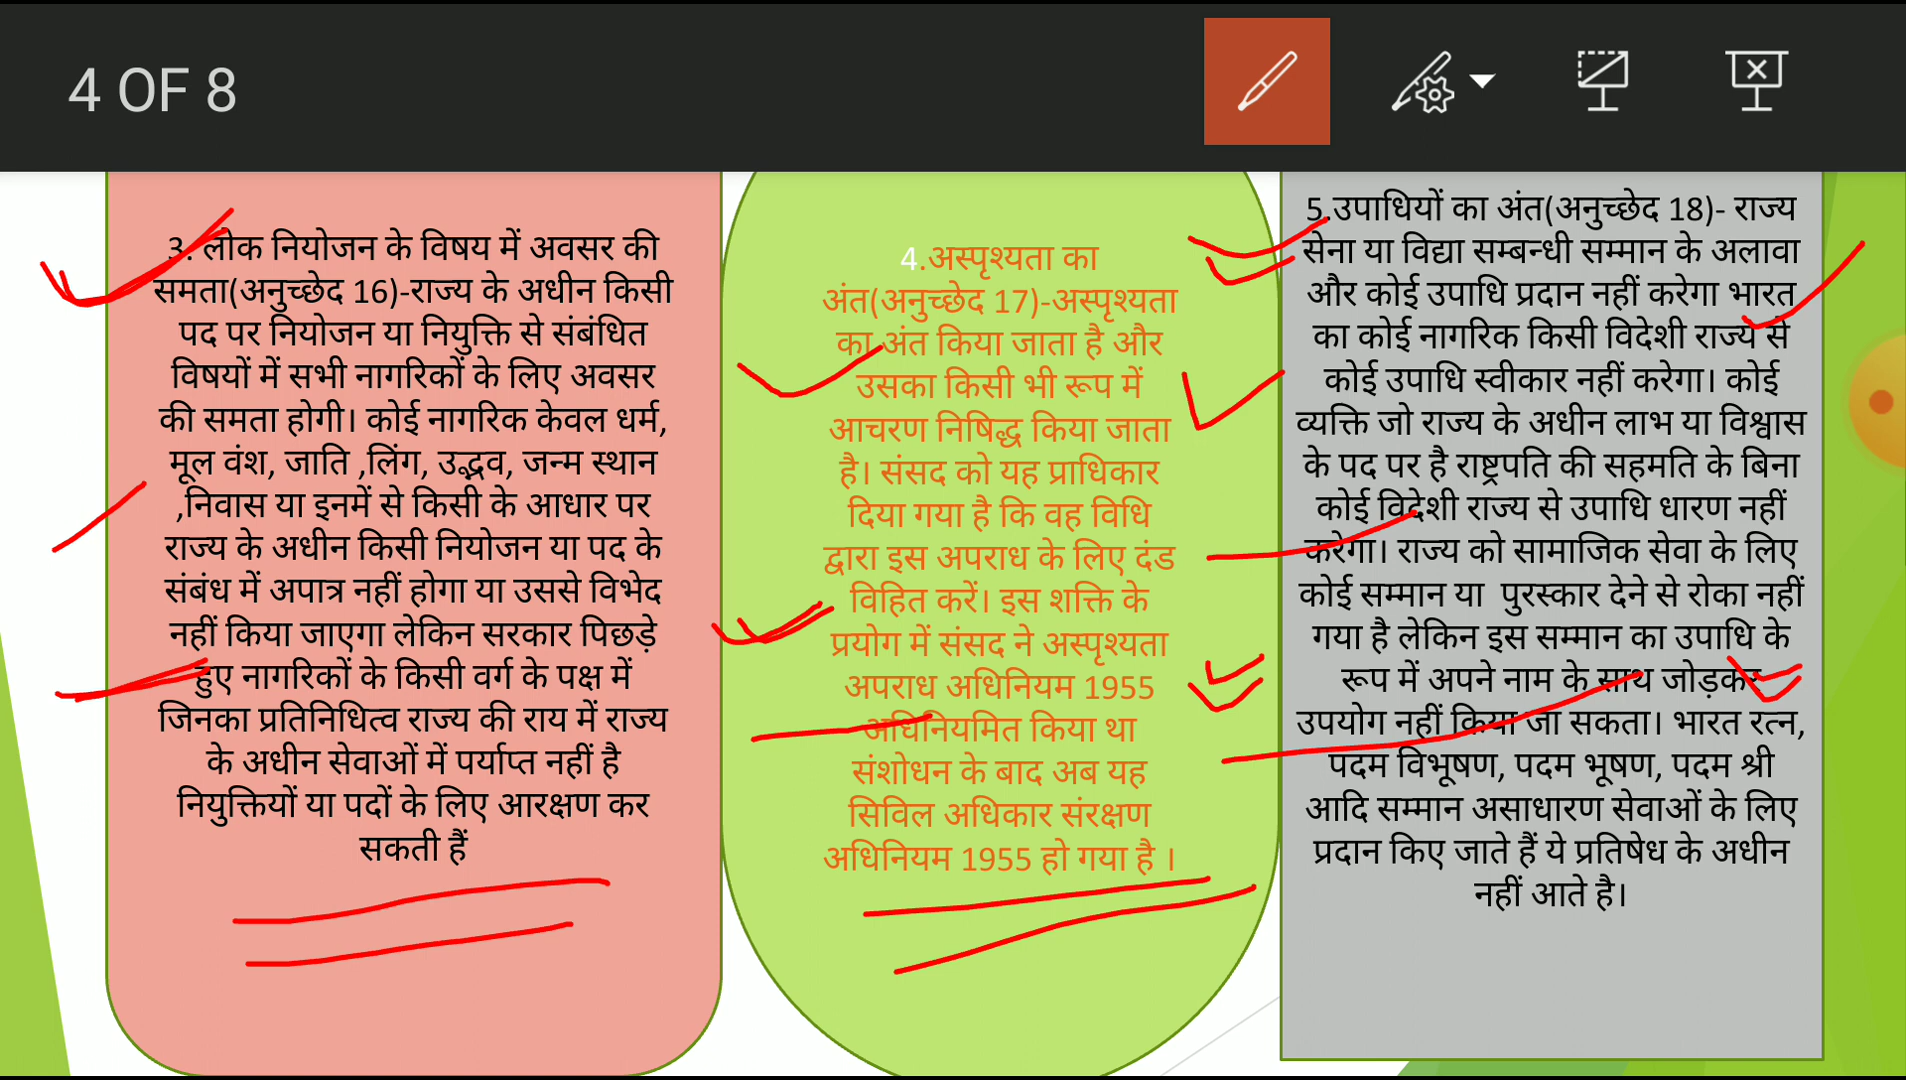 4 OF 8
3. लोक नियोजन के विषय में अवसर की
समता(अनुच्छेद 16)-राज्य के अधीन किसी
पद पर नियोजन या नियुक्ति से संबंधित
विषयों में सभी नागरिकों के लिए अवसर
की समता होगी। कोई नागरिक केवल धर्म,
मूल वंश, जाति ,लिंग, उद्भव, जन्म स्थान
,निवास या इनमें से किसी के आधार पर
राज्य के अधीन किसी नियोजन या पद के
संबंध में अपात्र नहीं होगा या उससे विभेद
नहीं किया जाएगा लेकिन सरकार पिछड़े
हुए नागरिकों के किसी वर्ग के पक्ष में
जिनका प्रतिनिधित्व राज्य की राय में राज्य
के अधीन सेवाओं में पर्याप्त नहीं है
नियुक्तियों या पदों के लिए आरक्षण कर
सकती हैं
4.अस्पृश्यता का
अंत(अनुच्छेद 17)-अस्पृश्यता
का अंत किया जाता है और
उसका किसी भी रूप में
आचरण निषिद्ध किया जाता
है। संसद को यह प्राधिकार
दिया गया है कि वह विधि
द्वारा इस अपराध के लिए दंड
विहित करें। इस शक्ति के
प्रयोग में संसद ने अस्पृश्यता
अपराध अधिनियम 1955
अधिनियमित किया था
संशोधन के बाद अब यह
सिविल अधिकार संरक्षण
अधिनियम 1955 हो गया है ।
5.उपाधियों का अंत(अनुच्छेद 18)- राज्य
सेना या विद्या सम्बन्धी सम्मान के अलावा
और कोई उपाधि प्रदान नहीं करेगा भारत
का कोई नागरिक किसी विदेशी राज्य से
कोई उपाधि स्वीकार नहीं करेगा। कोई
व्यक्ति जो राज्य के अधीन लाभ या विश्वास
के पद पर है राष्ट्रपति की सहमति के बिना
कोई विदेशी राज्य से उपाधि धारण नहीं
करेगा। राज्य को सामाजिक सेवा के लिए
कोई सम्मान या  पुरस्कार देने से रोका नहीं
गया है लेकिन इस सम्मान का उपाधि के
रूप में अपने नाम के साथ जोड़कर
उपयोग नहीं किया जा सकता। भारत रत्न,
पदम विभूषण, पदम भूषण, पदम श्री
आदि सम्मान असाधारण सेवाओं के लिए
प्रदान किए जाते हैं ये प्रतिषेध के अधीन
नहीं आते है।